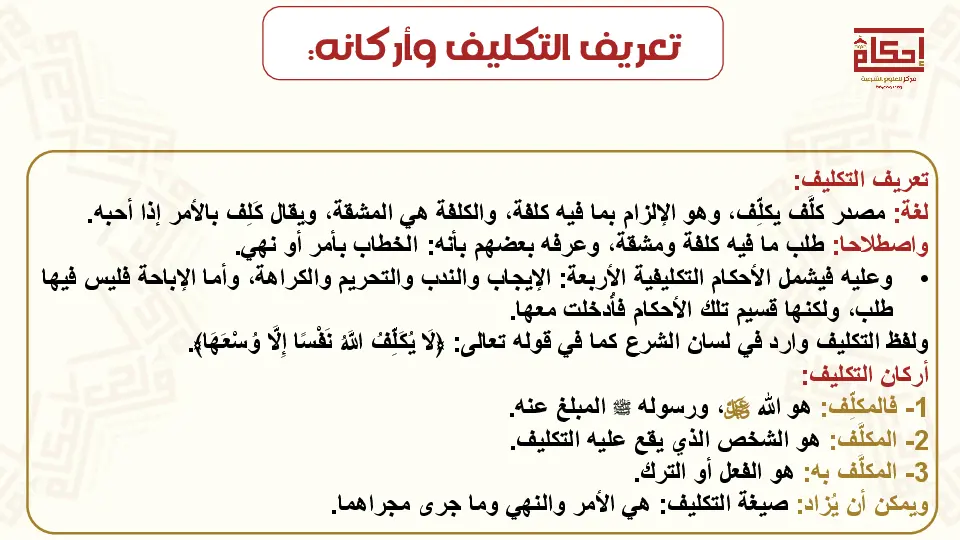 تعريف التكليف وأركانه:
إحكام
مركز للعلوم الشرعية
تعريف التكليف:
لغة: مصدر كلَّف يكلِّف، وهو الإلزام بما فيه كلفة، والكلفة هي المشقة، ويقال كَلِف بالأمر إذا أحبه.
واصطلاحا: طلب ما فيه كلفة ومشقة، وعرفه بعضهم بأنه: الخطاب بأمر أو نهي.
• وعليه فيشمل الأحكام التكليفية الأربعة: الإيجاب والندب والتحريم والكراهة، وأما الإباحة فليس فيها
طلب، ولكنها قسيم تلك الأحكام فأدخلت معها.
ولفظ التكليف وارد في لسان الشرع كما في قوله تعالى: ﴿لَا يُكَلِّفُ اللَّهُ نَفْسًا إِلَّا وُسْعَهَا﴾.
أركان التكليف:
1- فالمكلِّف: هو الله ﷻ، ورسوله ﷺ المبلغ عنه.
2- المكلَّف: هو الشخص الذي يقع عليه التكليف.
3- المكلَّف به: هو الفعل أو الترك.
ويمكن أن يُزاد: صيغة التكليف: هي الأمر والنهي وما جرى مجراهما.